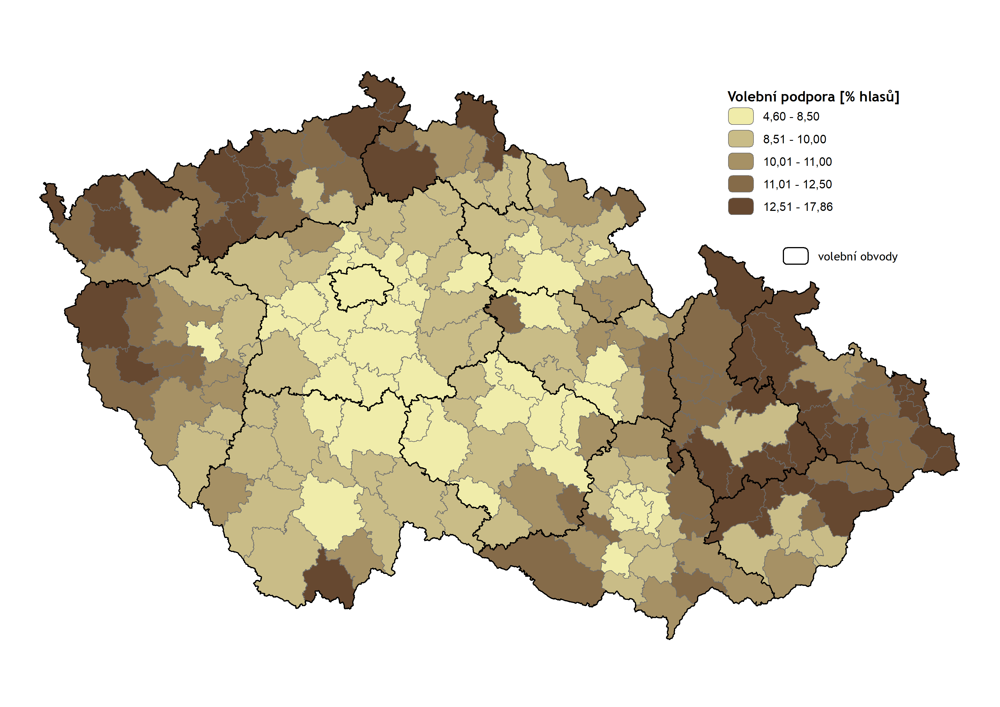 Volební podpora [% hlasů]
4,60 - 8,50
8,51 - 10,00
10,01 - 11,00
11,01 - 12,50
12,51 - 17,86
volební obvody